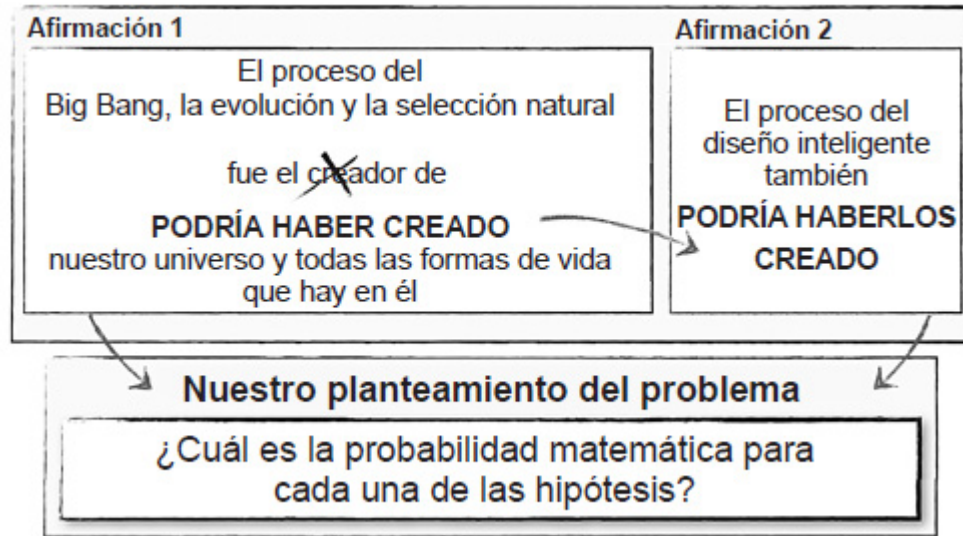 Afirmación 1
El proceso del
Big Bang, la evolución y la selección natural
fue el creador de
PODRÍA HABER CREADO
nuestro universo y todas las formas de vida
que hay en él
Afirmación 2
El proceso del
diseño inteligente
también
PODRÍA HABERLOS
CREADO
Nuestro planteamiento del problema
¿Cuál es la probabilidad matemática para
cada una de las hipótesis?